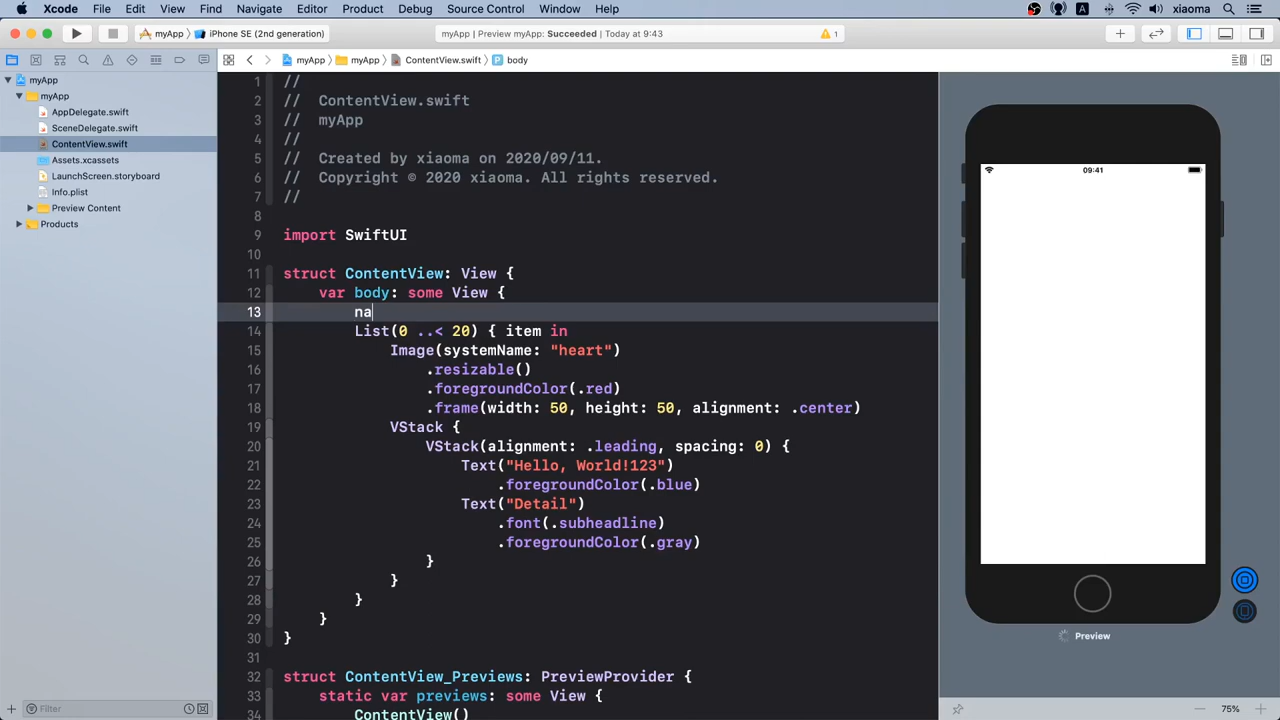 Xcode File Edit View Find Navigate Editor Product Debug Source Control Window Help A xiaoma
myApp iPhone SE (2nd generation) myApp | Preview myApp: Succeeded | Today at 9:43 1
myApp myApp ContentView.swift P body
myApp
myApp
AppDelegate.swift
SceneDelegate.swift
ContentView.swift
Assets.xcassets
LaunchScreen.storyboard
Info.plist
Preview Content
Products
Filter
1 //
2 //  ContentView.swift
3 //  myApp
4 //
5 //  Created by xiaoma on 2020/09/11.
6 //  Copyright © 2020 xiaoma. All rights reserved.
7 //
8
9 import SwiftUI
10
11 struct ContentView: View {
12     var body: some View {
13         na
14         List(0 ..< 20) { item in
15             Image(systemName: "heart")
16                 .resizable()
17                 .foregroundColor(.red)
18                 .frame(width: 50, height: 50, alignment: .center)
19             VStack {
20                 VStack(alignment: .leading, spacing: 0) {
21                     Text("Hello, World!123")
22                         .foregroundColor(.blue)
23                     Text("Detail")
24                         .font(.subheadline)
25                         .foregroundColor(.gray)
26                 }
27             }
28         }
29     }
30 }
31
32 struct ContentView_Previews: PreviewProvider {
33     static var previews: some View {
34         ContentView()
09:41
Preview
75%